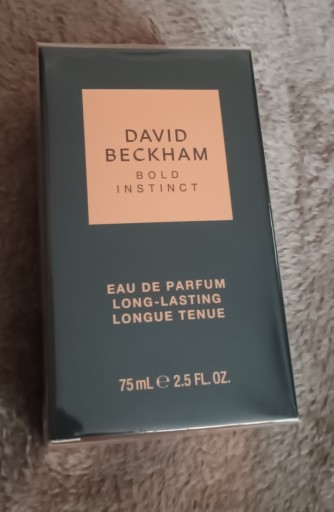 DAVID
BECKHAM
BOLD
INSTINCT
EAU DE PARFUM
LONG-LASTING
LONGUE TENUE
75 mL ℮ 2.5 FL. OZ.